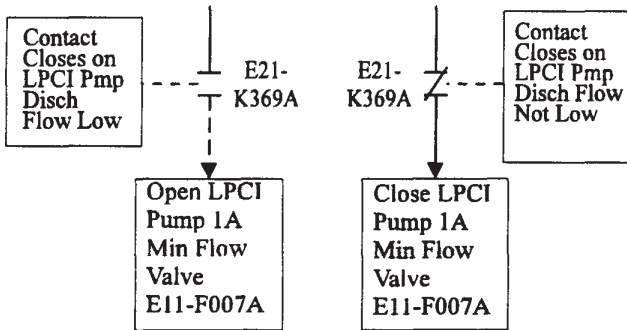 Contact
Closes on
LPCI Pmp
Disch
Flow Low
E21-
K369A
E21-
K369A
Contact
Closes on
LPCI Pmp
Disch Flow
Not Low
Open LPCI
Pump 1A
Min Flow
Valve
E11-F007A
Close LPCI
Pump 1A
Min Flow
Valve
E11-F007A